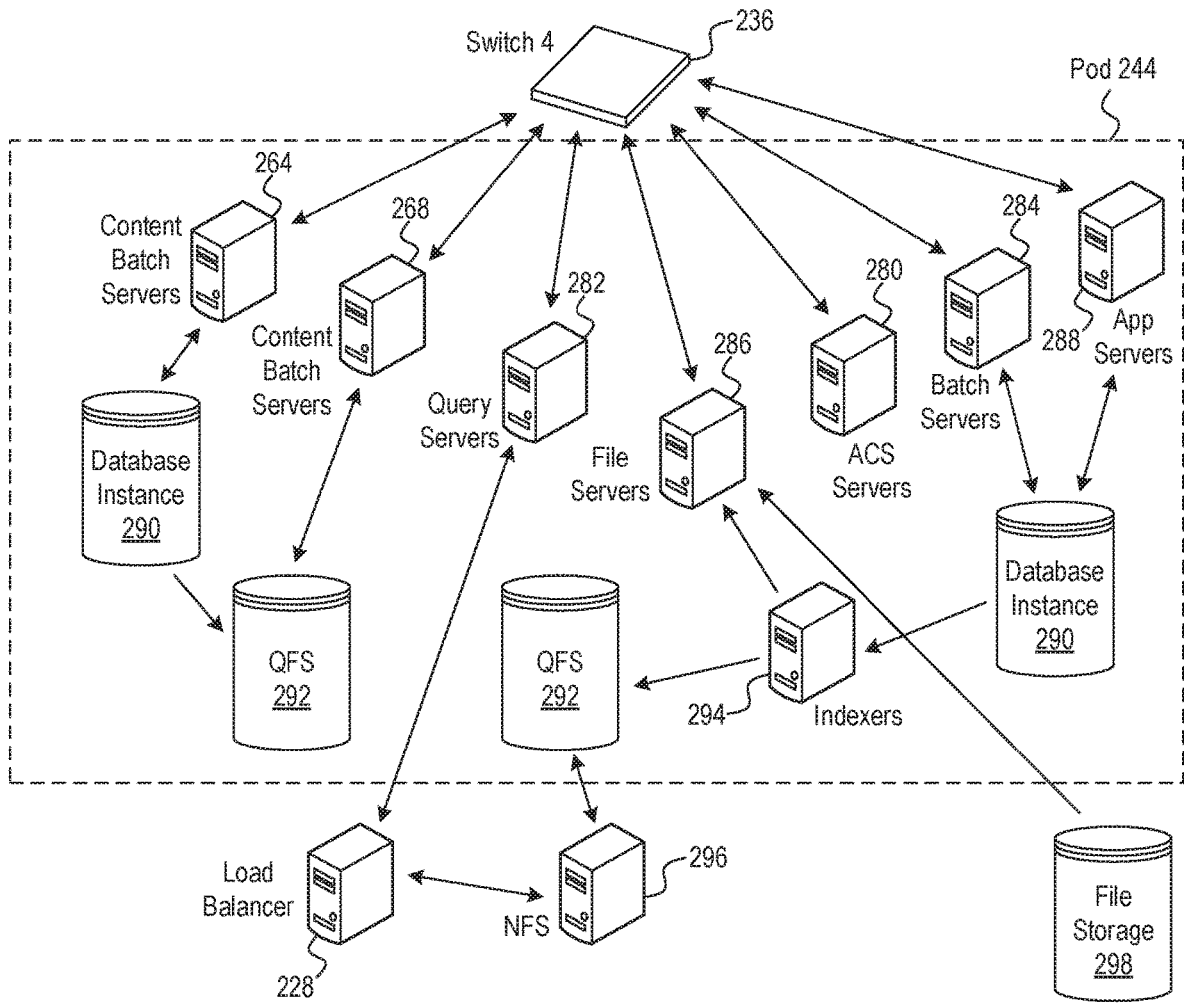 Switch 4
236
Pod 244
264
Content
Batch
Servers
268
Content
Batch
Servers
282
Query
Servers
286
File
Servers
280
ACS
Servers
284
Batch
Servers
288
App
Servers
Database
Instance
290
QFS
292
QFS
292
294
Indexers
Database
Instance
290
Load
Balancer
228
NFS
296
File
Storage
298